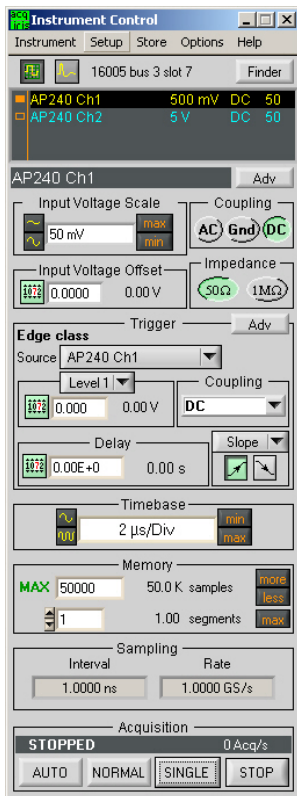 Instrument Control
Instrument Setup Store Options Help
16005 bus 3 slot 7 Finder
AP240 Ch1 500 mV DC 50
AP240 Ch2 5 V DC 50
AP240 Ch1 Adv
Input Voltage Scale Coupling
50 mV max min AC Gnd DC
Input Voltage Offset Impedance
1072 0.0000 0.00 V 50Ω 1MΩ
Trigger Adv
Edge class
Source AP240 Ch1
Level 1 Coupling
1072 0.000 0.00 V DC
Delay Slope
1072 0.00E+0 0.00 s
Timebase
2 µs/Div min max
Memory
MAX 50000 50.0 K samples more less
1 1.00 segments max
Sampling
Interval Rate
1.0000 ns 1.0000 GS/s
Acquisition
STOPPED 0 Acq/s
AUTO NORMAL SINGLE STOP